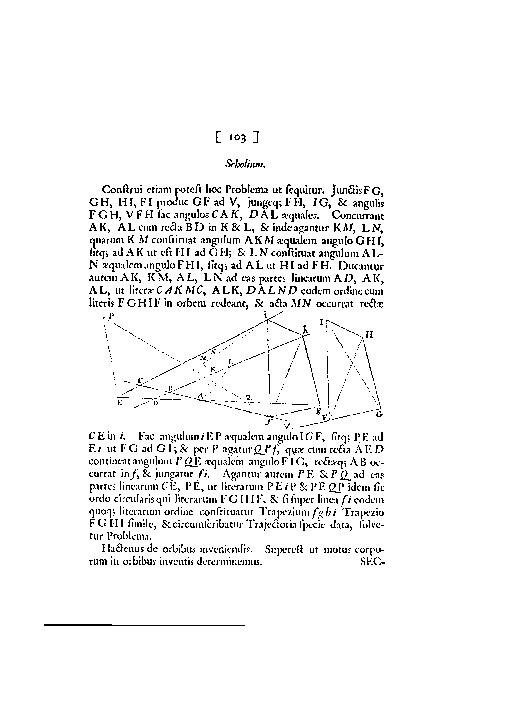 [ 103 ]
Scholium.
Conſtrui etiam poteſt hoc Problema ut ſequitur. Junctis F G,
G H, H I, F I produc G F ad V, jungeq; F H, I G, & angulis
F G H, V F H fac angulos C A K, D A L æquales. Concurrant
A K, A L cum recta B D in K & L, & inde agantur K M, L N,
quarum K M conſtituat angulum A K M æqualem angulo G H I,
ſitq; ad A K ut eſt H I ad G H; & L N conſtituat angulum A L-
N æqualem angulo F H I, ſitq; ad A L ut H I ad F H. Ducantur
autem A K, K M, A L, L N ad eas partes linearum A D, A K,
A L, ut literæ C A K M C, A L K, D A L N D eodem ordine cum
literis F G H I F in orbem redeant, & acta M N occurrat rectæ
P
I
H
A
N
M
L
K
C
B
D
E
Q
F
V
G
C E in i. Fac angulum i E P æqualem angulo I G F, ſitq; P E ad
E i ut F G ad G I; & per P agatur Q P f, quæ cum recta A E D
contineat angulum P Q E æqualem angulo F I G, rectæq; A B oc-
currat in f, & jungatur f i. Agantur autem P E & P Q ad eas
partes linearum C E, P E, ut literarum P E i P & P E Q P idem ſit
ordo circularis qui literarum F G H I F, & ſi ſuper linea f i eodem
quoq; literarum ordine conſtituatur Trapezium f g h i Trapezio
F G H I ſimile, & circumſcribatur Trajectoria ſpecie data, ſolve-
tur Problema.
Hactenus de orbibus inveniendis. Supereſt ut motus corpo-
rum in orbibus inventis determinemus. SEC-